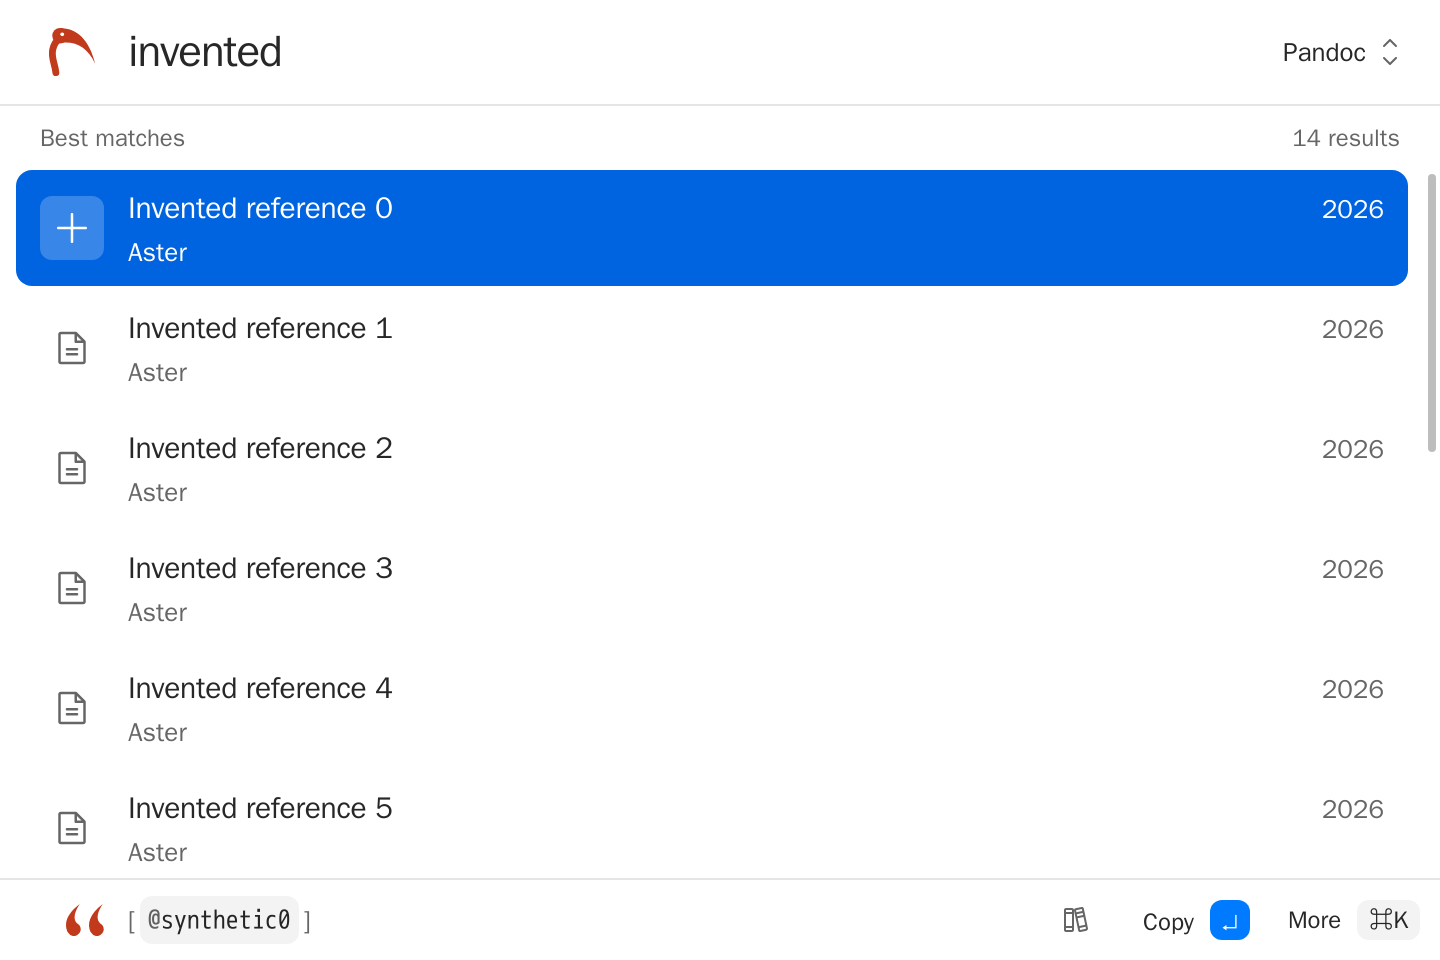 invented
Pandoc
Best matches
14 results
Invented reference 0
2026
Aster
Invented reference 1
2026
Aster
Invented reference 2
2026
Aster
Invented reference 3
2026
Aster
Invented reference 4
2026
Aster
Invented reference 5
2026
Aster
[ @synthetic0 ]
Copy
More ⌘K